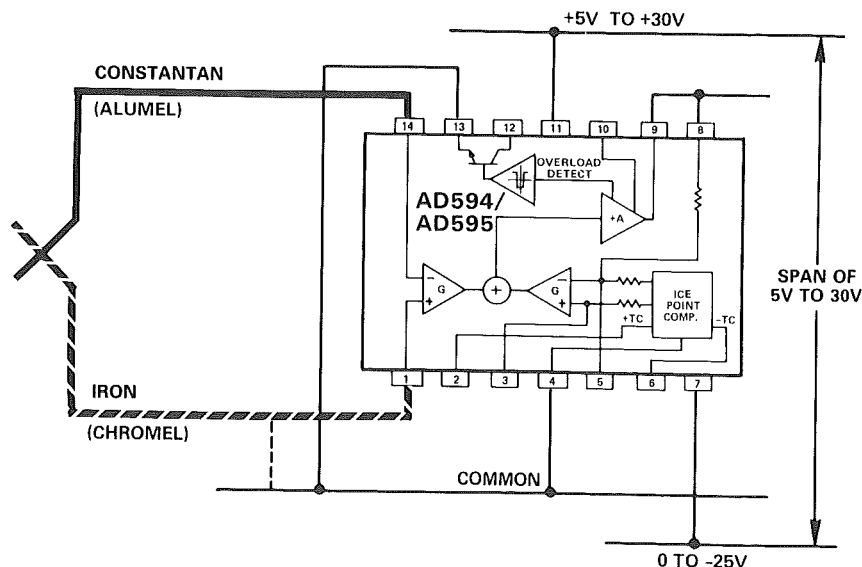 +5V TO +30V
CONSTANTAN
(ALUMEL)
14
13
12
11
10
9
8
OVERLOAD
DETECT
AD594/
AD595
+A
–
G
+
+
–
G
+
ICE
POINT
COMP.
+TC
–TC
SPAN OF
5V TO 30V
1
2
3
4
5
6
7
IRON
(CHROMEL)
COMMON
0 TO -25V